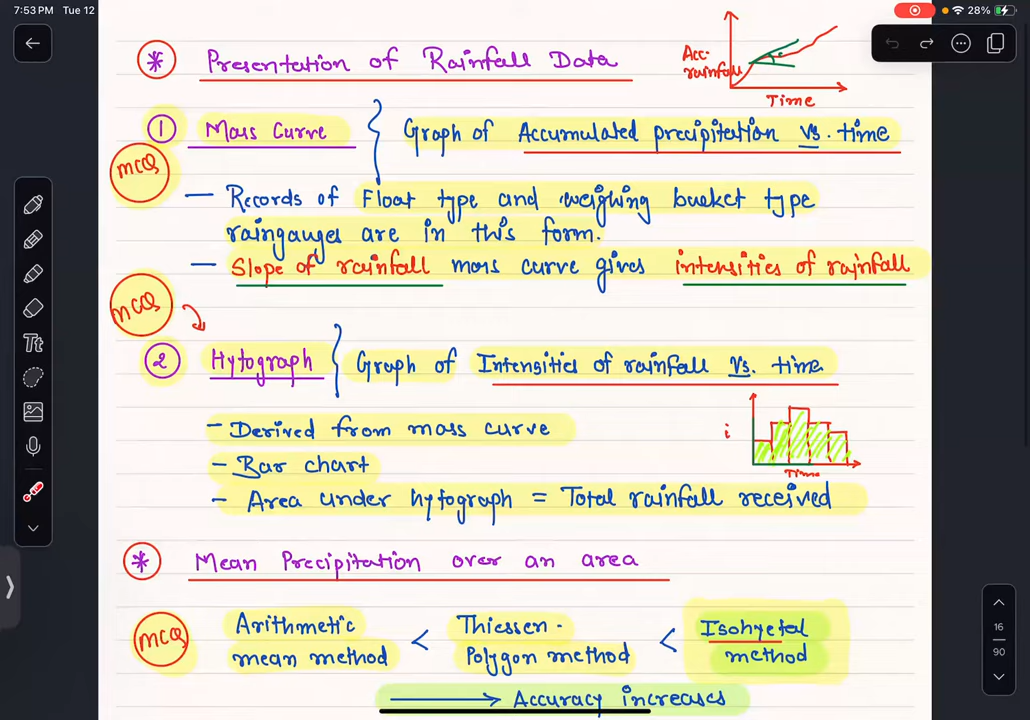 7:53 PM Tue 12
28%
* Presentation of Rainfall Data
Acc. rainfall
Time
① Mass Curve
Graph of Accumulated precipitation Vs. time
MCQ
— Records of Float type and weighing bucket type
raingauges are in this form.
— Slope of rainfall mass curve gives intensities of rainfall
MCQ
② Hytograph
Graph of Intensities of rainfall Vs. time
- Derived from mass curve
- Bar chart
- Area under hytograph = Total rainfall received
i
Time
* Mean Precipitation over an area
MCQ
Arithmetic mean method < Thiessen Polygon method < Isohyetal method
⟶ Accuracy increases
Tt
16
90